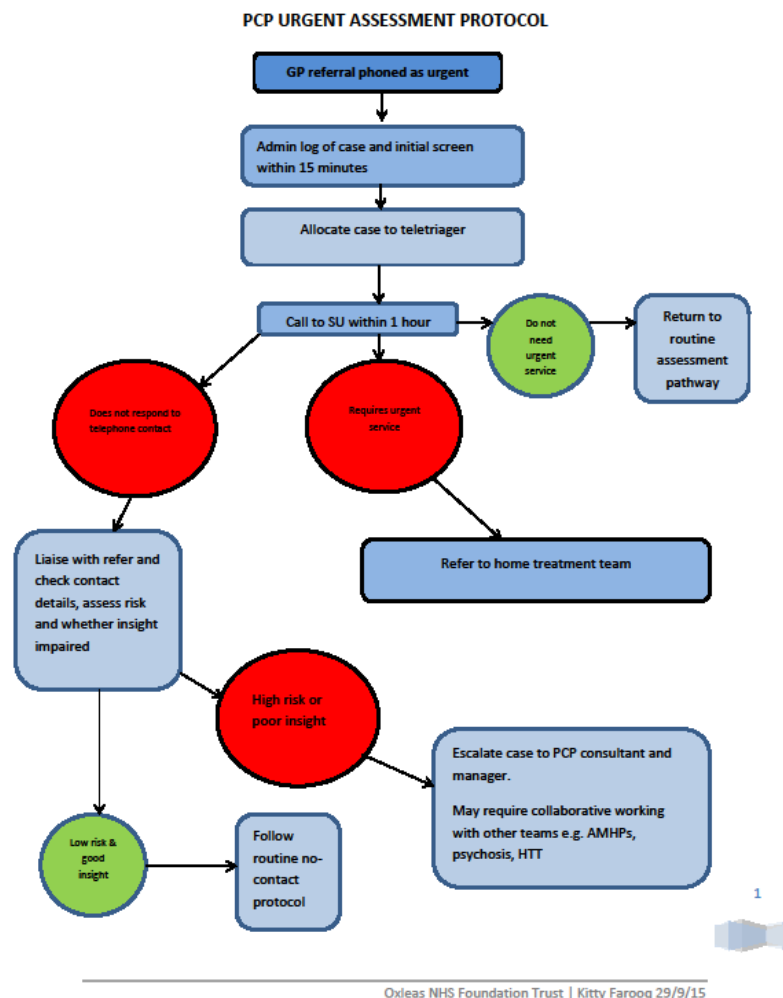 PCP URGENT ASSESSMENT PROTOCOL
GP referral phoned as urgent
Admin log of case and initial screen
within 15 minutes
Allocate case to teletriager
Call to SU within 1 hour
Do not
need
urgent
service
Return to
routine
assessment
pathway
Does not respond to
telephone contact
Requires urgent
service
Liaise with refer and
check contact
details, assess risk
and whether insight
impaired
Refer to home treatment team
High risk or
poor insight
Escalate case to PCP consultant and
manager.
May require collaborative working
with other teams e.g. AMHPs,
psychosis, HTT
Low risk &
good
insight
Follow
routine no-
contact
protocol
1
Oxleas NHS Foundation Trust | Kitty Farooq 29/9/15